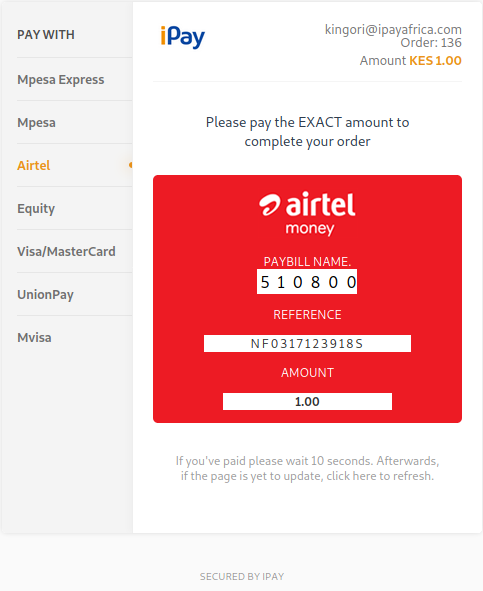 PAY WITH
Mpesa Express
Mpesa
Airtel
Equity
Visa/MasterCard
UnionPay
Mvisa
iPay
kingori@ipayafrica.com
Order: 136
Amount KES 1.00
Please pay the EXACT amount to
complete your order
airtel
money
PAYBILL NAME.
510800
REFERENCE
NF0317123918S
AMOUNT
1.00
If you've paid please wait 10 seconds. Afterwards,
if the page is yet to update, click here to refresh.
SECURED BY IPAY